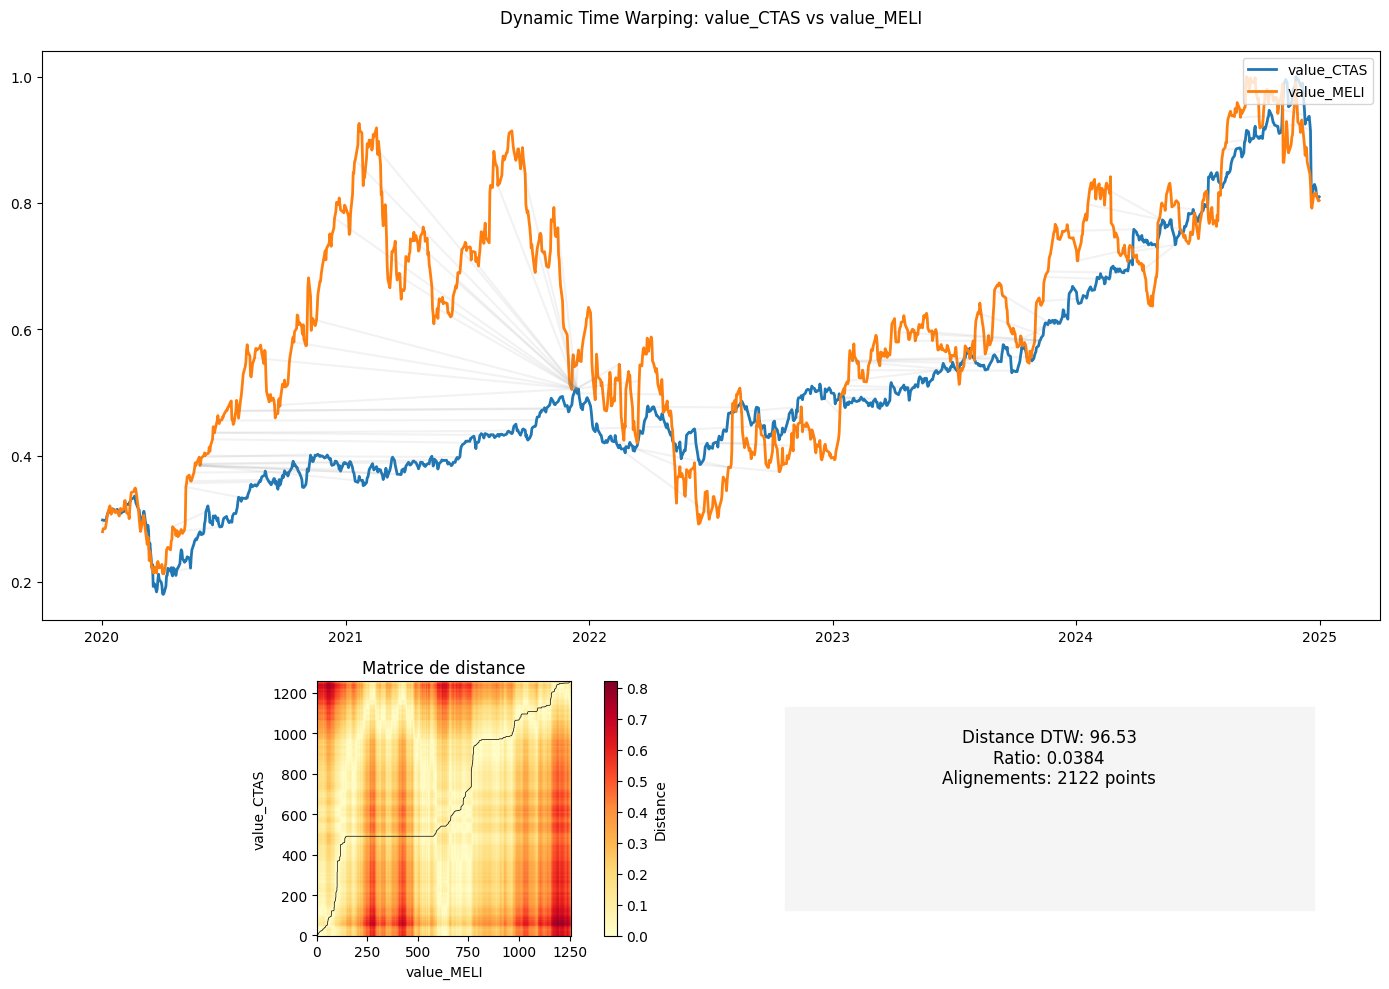 Dynamic Time Warping: value_CTAS vs value_MELI
value_CTAS
value_MELI
1.0
0.8
0.6
0.4
0.2
2020 2021 2022 2023 2024 2025
Matrice de distance
value_CTAS
1200
1000
800
600
400
200
0
0 250 500 750 1000 1250
value_MELI
0.8
0.7
0.6
0.5
0.4
0.3
0.2
0.1
0.0
Distance
Distance DTW: 96.53
Ratio: 0.0384
Alignements: 2122 points